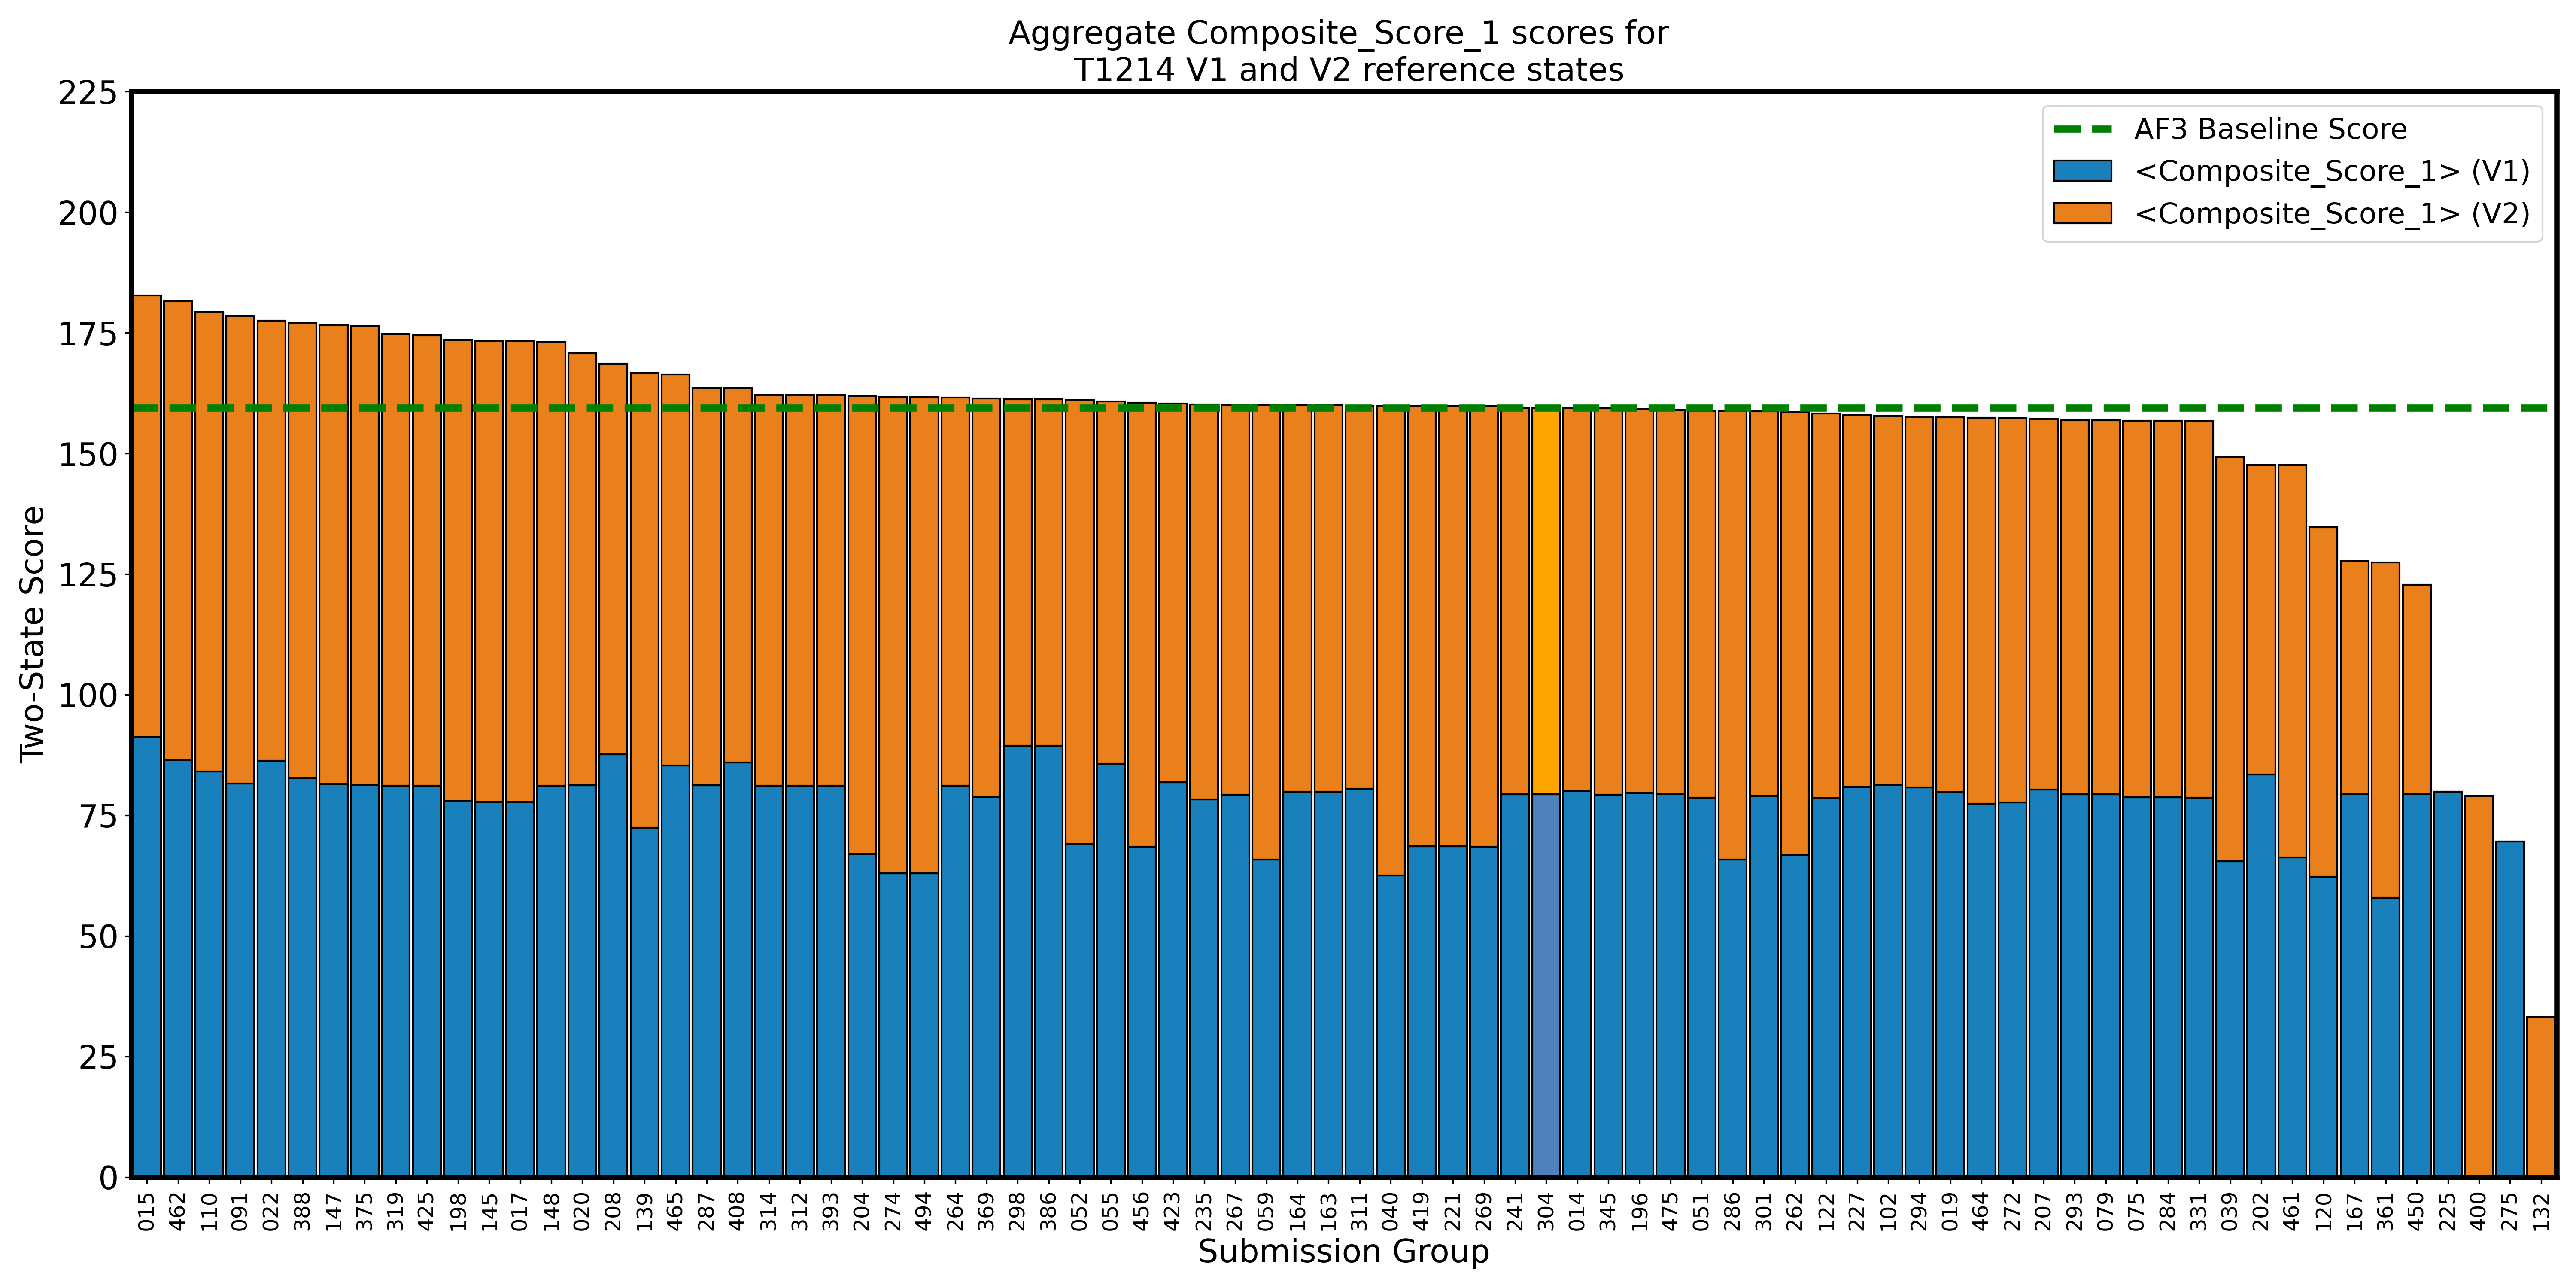 Aggregate Composite_Score_1 scores for
T1214 V1 and V2 reference states
225
200
175
150
125
100
75
50
25
0
Two-State Score
AF3 Baseline Score
<Composite_Score_1> (V1)
<Composite_Score_1> (V2)
015 462 110 091 022 388 147 375 319 425 198 145 017 148 020 208 139 465 287 408 314 312 393 204 274 494 264 369 298 386 052 055 456 423 235 267 059 164 163 311 040 419 221 269 241 304 014 345 196 475 051 286 301 262 122 227 102 294 019 464 272 207 293 079 075 284 331 039 202 461 120 167 361 450 225 400 275 132
Submission Group